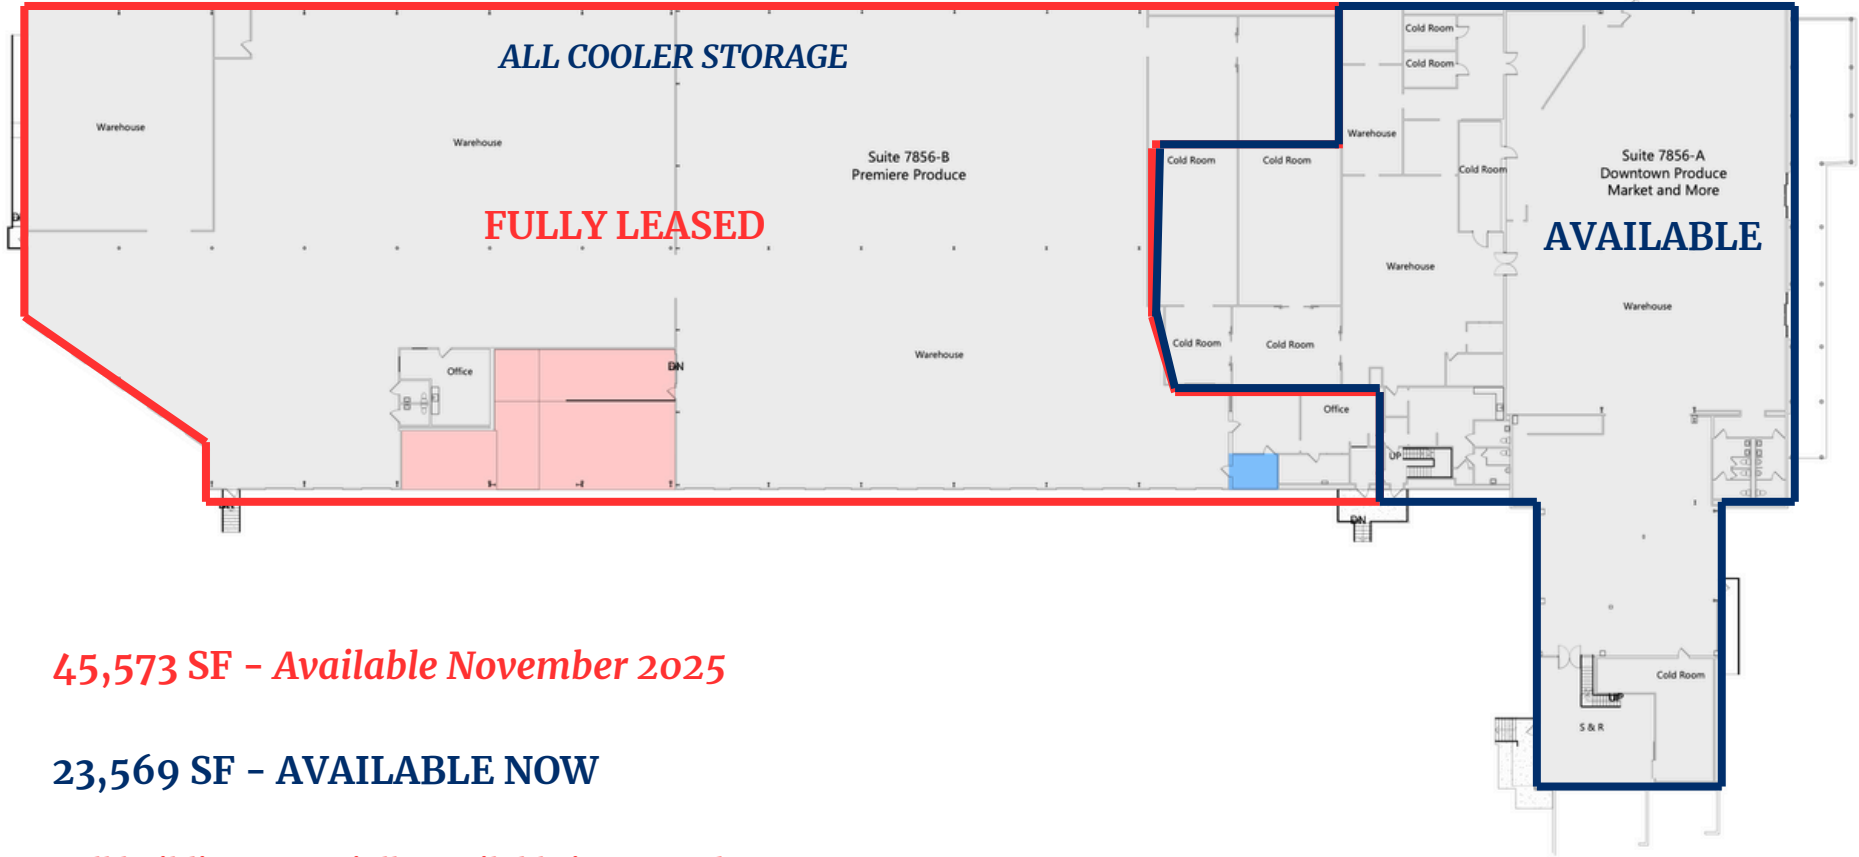 ALL COOLER STORAGE
Cold Room
Cold Room
Warehouse
Warehouse
Warehouse
Suite 7856-B
Premiere Produce
Cold Room
Cold Room
Cold Room
Suite 7856-A
Downtown Produce
Market and More
FULLY LEASED
AVAILABLE
Warehouse
Warehouse
Cold Room
Cold Room
Warehouse
Office
DN
Office
UP
DN
45,573 SF - Available November 2025
Cold Room
UP
S & R
23,569 SF - AVAILABLE NOW